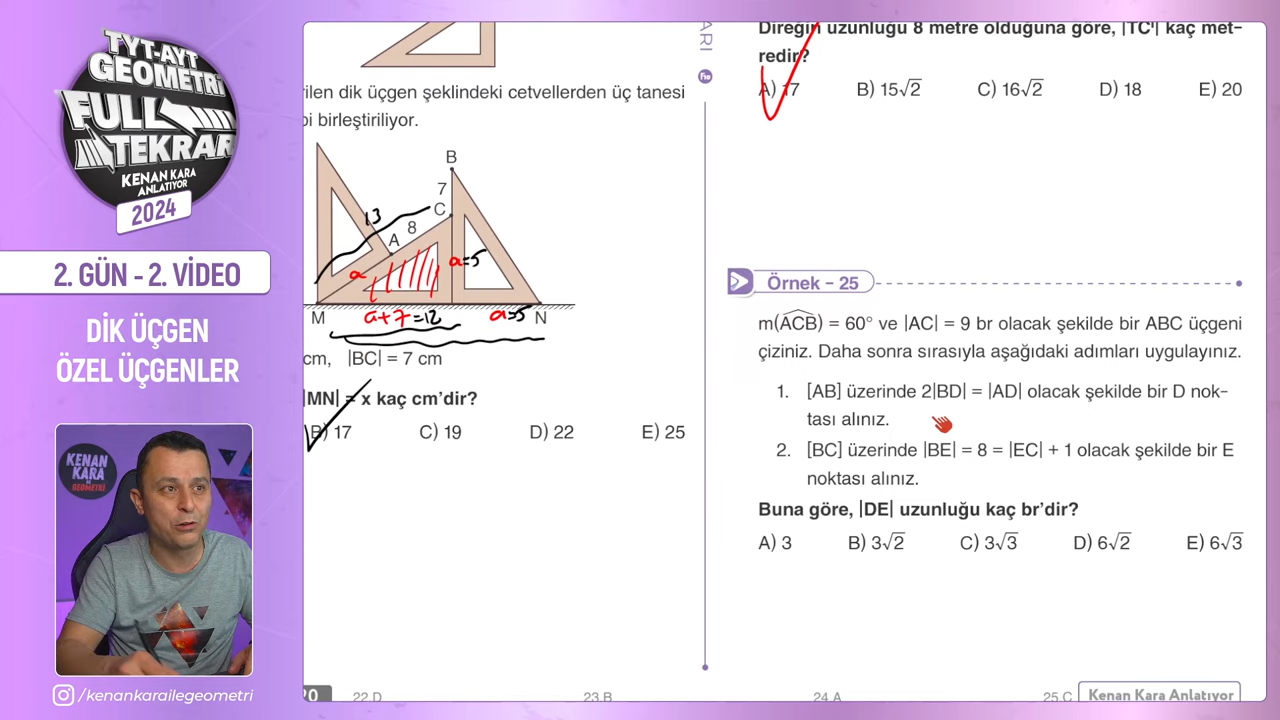 TYT-AYT
GEOMETRİ
FULL
TEKRAR
KENAN KARA
ANLATIYOR
2024
2. GÜN - 2. VİDEO
DİK ÜÇGEN
ÖZEL ÜÇGENLER
KENAN
KARA
ile
GEOMETRİ
/kenankarailegeometri
rilen dik üçgen şeklindeki cetvellerden üç tanesi
bi birleştiriliyor.
B
7
C
13
8
A
a
a=5
M
a+7=12
a=5
N
cm, |BC| = 7 cm
|MN| = x kaç cm'dir?
B) 17 C) 19 D) 22 E) 25
22.D 23.B 24.A 25.C
ARI
Direğin uzunluğu 8 metre olduğuna göre, |TC'| kaç met-
redir?
A) 17 B) 15√2 C) 16√2 D) 18 E) 20
Örnek – 25
m(ACB) = 60° ve |AC| = 9 br olacak şekilde bir ABC üçgeni
çiziniz. Daha sonra sırasıyla aşağıdaki adımları uygulayınız.
1. [AB] üzerinde 2|BD| = |AD| olacak şekilde bir D nok-
tası alınız.
2. [BC] üzerinde |BE| = 8 = |EC| + 1 olacak şekilde bir E
noktası alınız.
Buna göre, |DE| uzunluğu kaç br'dir?
A) 3 B) 3√2 C) 3√3 D) 6√2 E) 6√3
Kenan Kara Anlatıyor